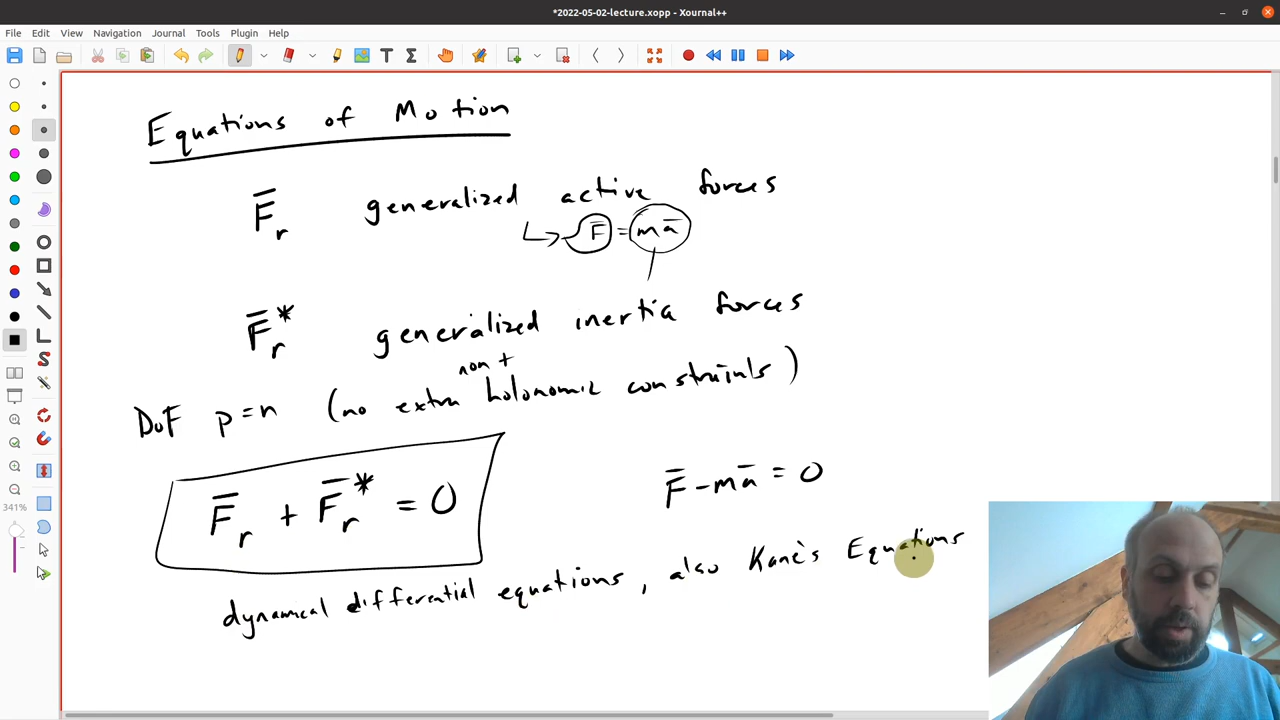 *2022-05-02-lecture.xopp - Xournal++
File Edit View Navigation Journal Tools Plugin Help
341%
Equations of Motion
F̄r generalized active forces
F̄ = mā
F̄r* generalized inertia forces
non +
DoF p=n (no extra holonomic constraints)
F̄r + F̄r* = 0
F̄ - mā = 0
dynamical differential equations, also Kane's Equations